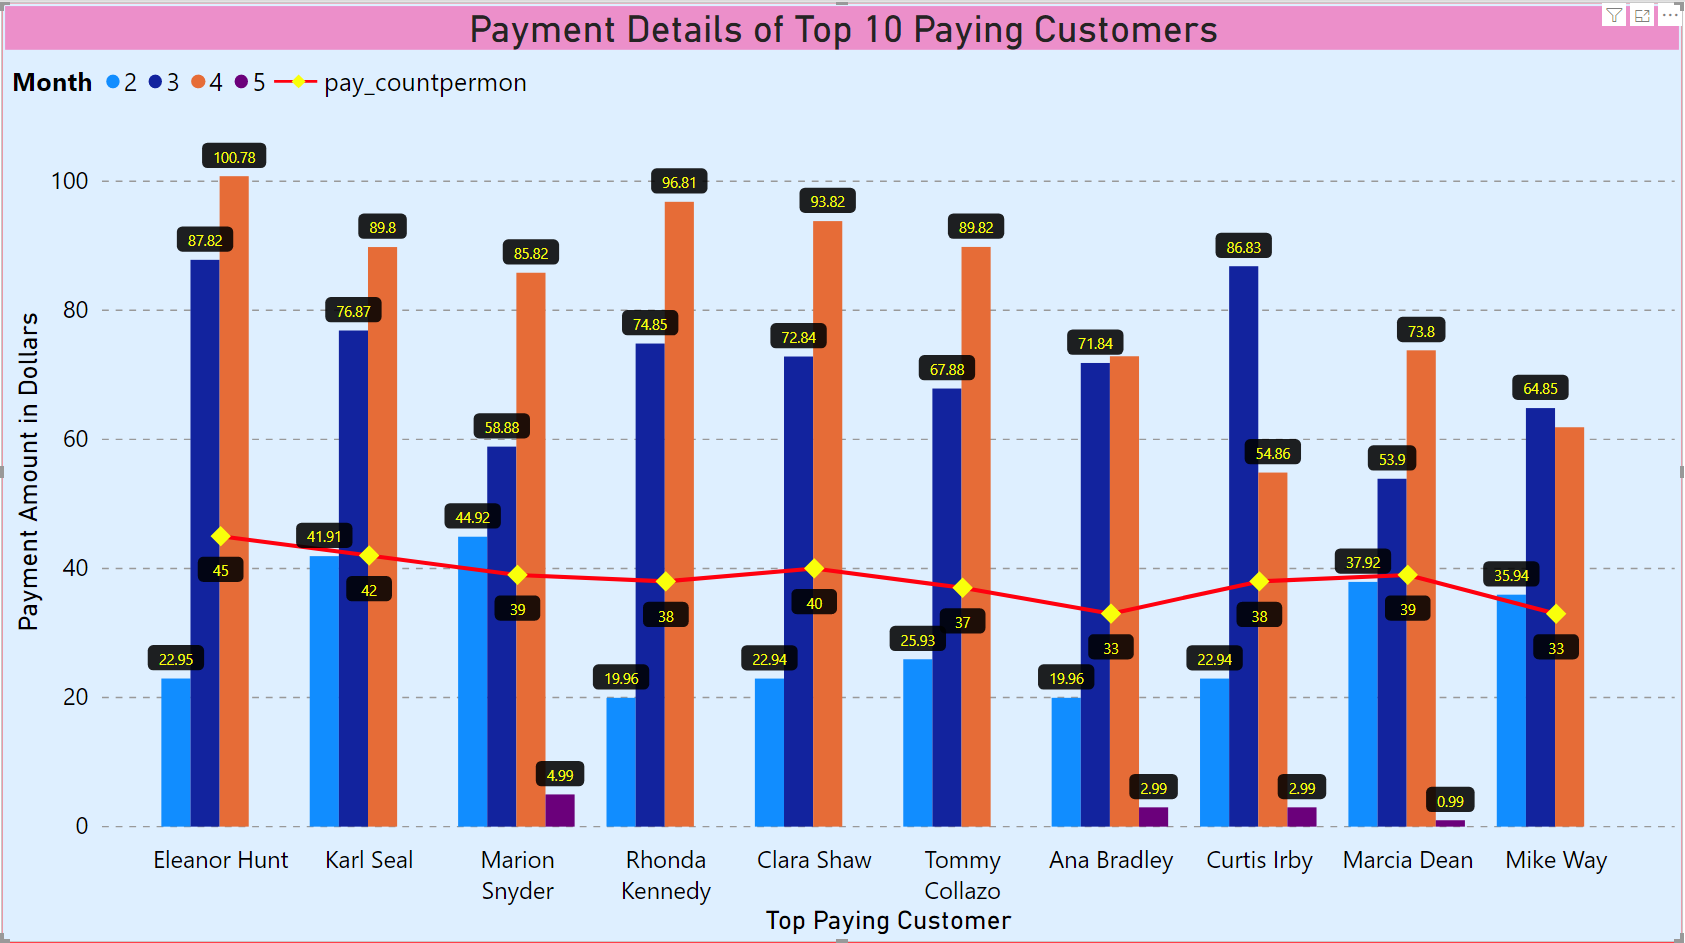 Payment Details of Top 10 Paying Customers
Month 2 3 4 5 pay_countpermon
Payment Amount in Dollars
100
80
60
40
20
0
22.95
87.82
100.78
45
41.91
76.87
89.8
42
44.92
58.88
85.82
4.99
39
19.96
74.85
96.81
38
22.94
72.84
93.82
40
25.93
67.88
89.82
37
19.96
71.84
2.99
33
22.94
86.83
54.86
2.99
38
37.92
53.9
73.8
0.99
39
35.94
64.85
33
Eleanor Hunt
Karl Seal
Marion
Snyder
Rhonda
Kennedy
Clara Shaw
Tommy
Collazo
Ana Bradley
Curtis Irby
Marcia Dean
Mike Way
Top Paying Customer